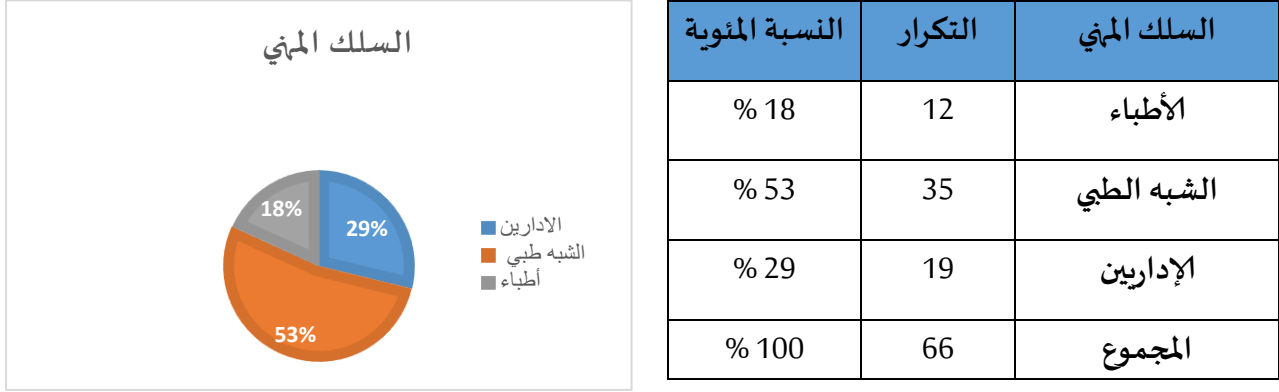 السلك المهني
18%
29%
53%
الادارين
الشبه طبي
أطباء
السلك المهني التكرار النسبة المئوية
الأطباء 12 18 %
الشبه الطبي 35 53 %
الإداريين 19 29 %
المجموع 66 100 %